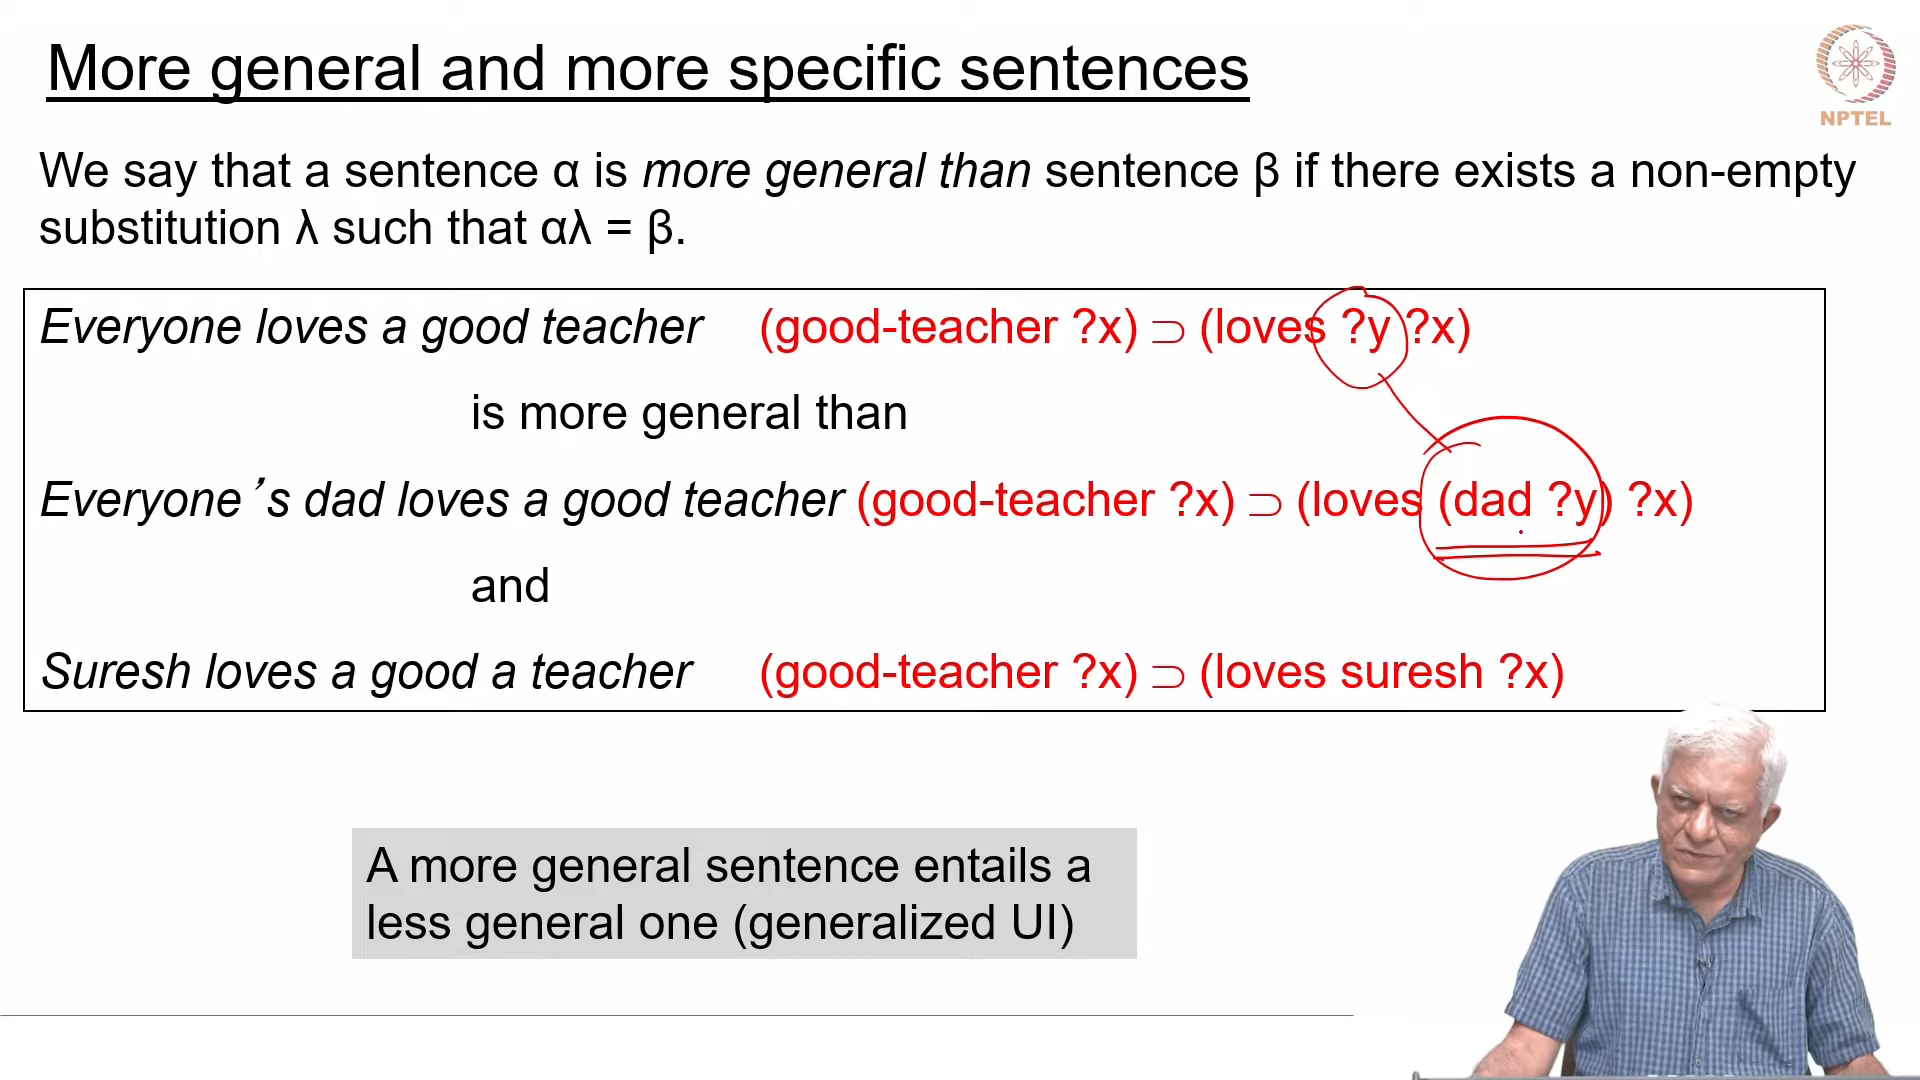 More general and more specific sentences
NPTEL
We say that a sentence α is more general than sentence β if there exists a non-empty
substitution λ such that αλ = β.
Everyone loves a good teacher (good-teacher ?x) ⊃ (loves ?y ?x)
is more general than
Everyone’s dad loves a good teacher (good-teacher ?x) ⊃ (loves (dad ?y) ?x)
and
Suresh loves a good a teacher (good-teacher ?x) ⊃ (loves suresh ?x)
A more general sentence entails a
less general one (generalized UI)